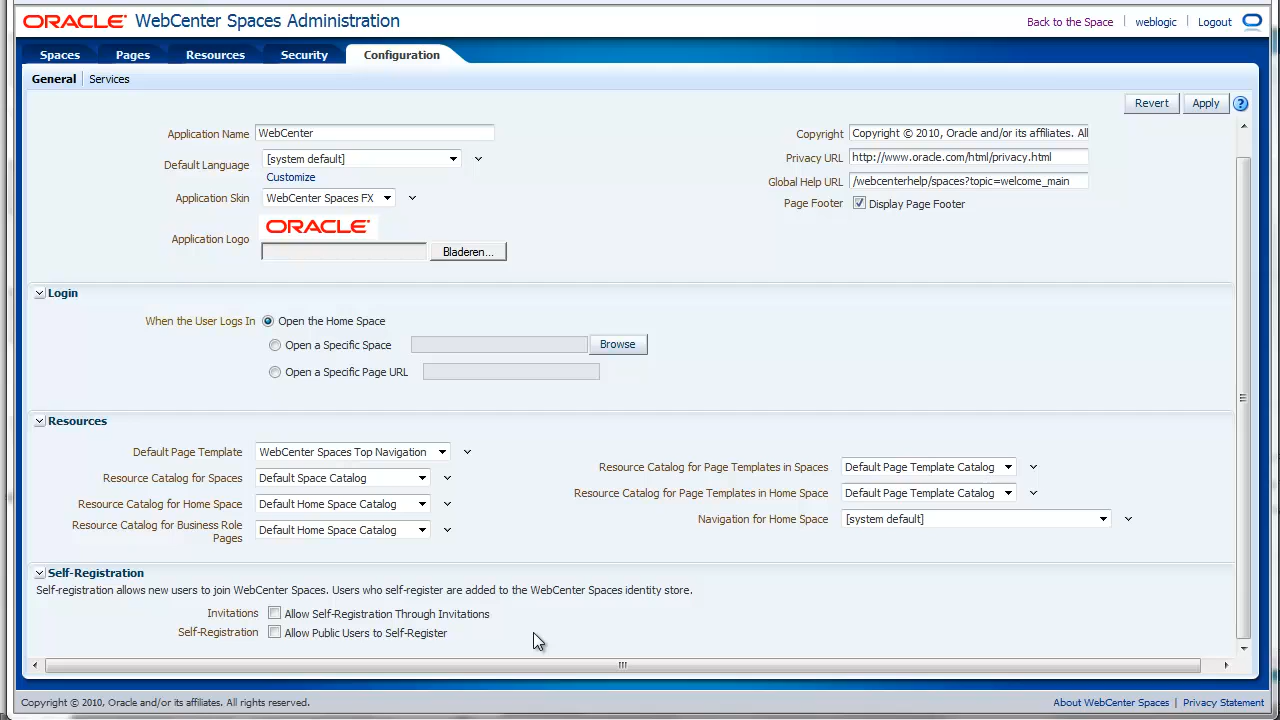 ORACLE WebCenter Spaces Administration
Back to the Space
weblogic
Logout
Spaces
Pages
Resources
Security
Configuration
General
Services
Revert
Apply
?
Application Name
WebCenter
Default Language
[system default]
Customize
Application Skin
WebCenter Spaces FX
Application Logo
ORACLE
Bladeren...
Copyright
Copyright © 2010, Oracle and/or its affiliates. All
Privacy URL
http://www.oracle.com/html/privacy.html
Global Help URL
/webcenterhelp/spaces?topic=welcome_main
Page Footer
Display Page Footer
Login
When the User Logs In
Open the Home Space
Open a Specific Space
Browse
Open a Specific Page URL
Resources
Default Page Template
WebCenter Spaces Top Navigation
Resource Catalog for Spaces
Default Space Catalog
Resource Catalog for Home Space
Default Home Space Catalog
Resource Catalog for Business Role
Pages
Default Home Space Catalog
Resource Catalog for Page Templates in Spaces
Default Page Template Catalog
Resource Catalog for Page Templates in Home Space
Default Page Template Catalog
Navigation for Home Space
[system default]
Self-Registration
Self-registration allows new users to join WebCenter Spaces. Users who self-register are added to the WebCenter Spaces identity store.
Invitations
Allow Self-Registration Through Invitations
Self-Registration
Allow Public Users to Self-Register
Copyright © 2010, Oracle and/or its affiliates. All rights reserved.
About WebCenter Spaces
Privacy Statement